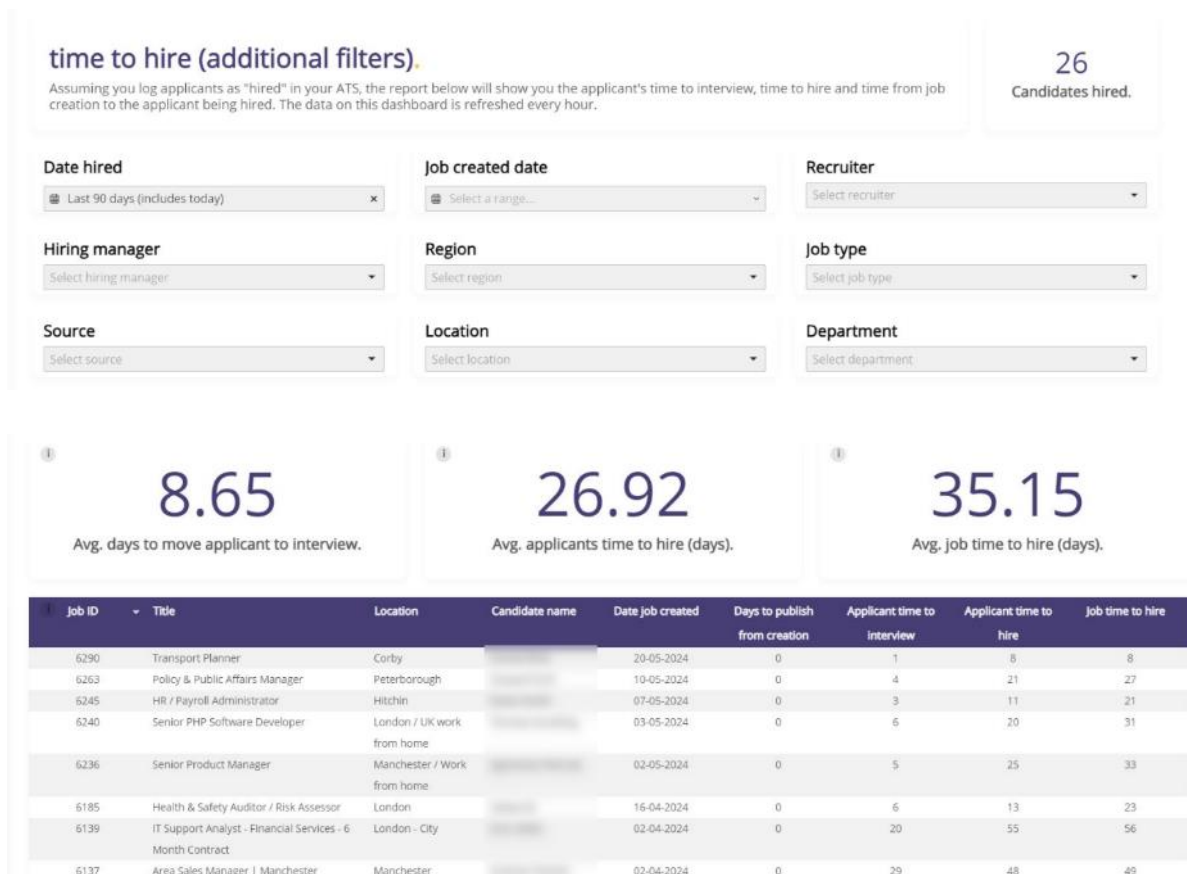 time to hire (additional filters).
Assuming you log applicants as "hired" in your ATS, the report below will show you the applicant's time to interview, time to hire and time from job
creation to the applicant being hired. The data on this dashboard is refreshed every hour.
26
Candidates hired.
Date hired
Last 90 days (includes today)
Job created date
Select a range...
Recruiter
Select recruiter
Hiring manager
Select hiring manager
Region
Select region
Job type
Select job type
Source
Select source
Location
Select location
Department
Select department
8.65
Avg. days to move applicant to interview.
26.92
Avg. applicants time to hire (days).
35.15
Avg. job time to hire (days).
Job ID Title Location Candidate name Date job created Days to publish Applicant time to Applicant time to Job time to hire
from creation interview hire
6290 Transport Planner Corby 20-05-2024 0 1 8 8
6263 Policy & Public Affairs Manager Peterborough 10-05-2024 0 4 21 27
6245 HR / Payroll Administrator Hitchin 07-05-2024 0 3 11 21
6240 Senior PHP Software Developer London / UK work 03-05-2024 0 6 20 31
from home
6236 Senior Product Manager Manchester / Work 02-05-2024 0 5 25 33
from home
6185 Health & Safety Auditor / Risk Assessor London 16-04-2024 0 6 13 23
6139 IT Support Analyst - Financial Services - 6 London - City 02-04-2024 0 20 55 56
Month Contract
6137 Area Sales Manager | Manchester Manchester 02-04-2024 0 29 48 49